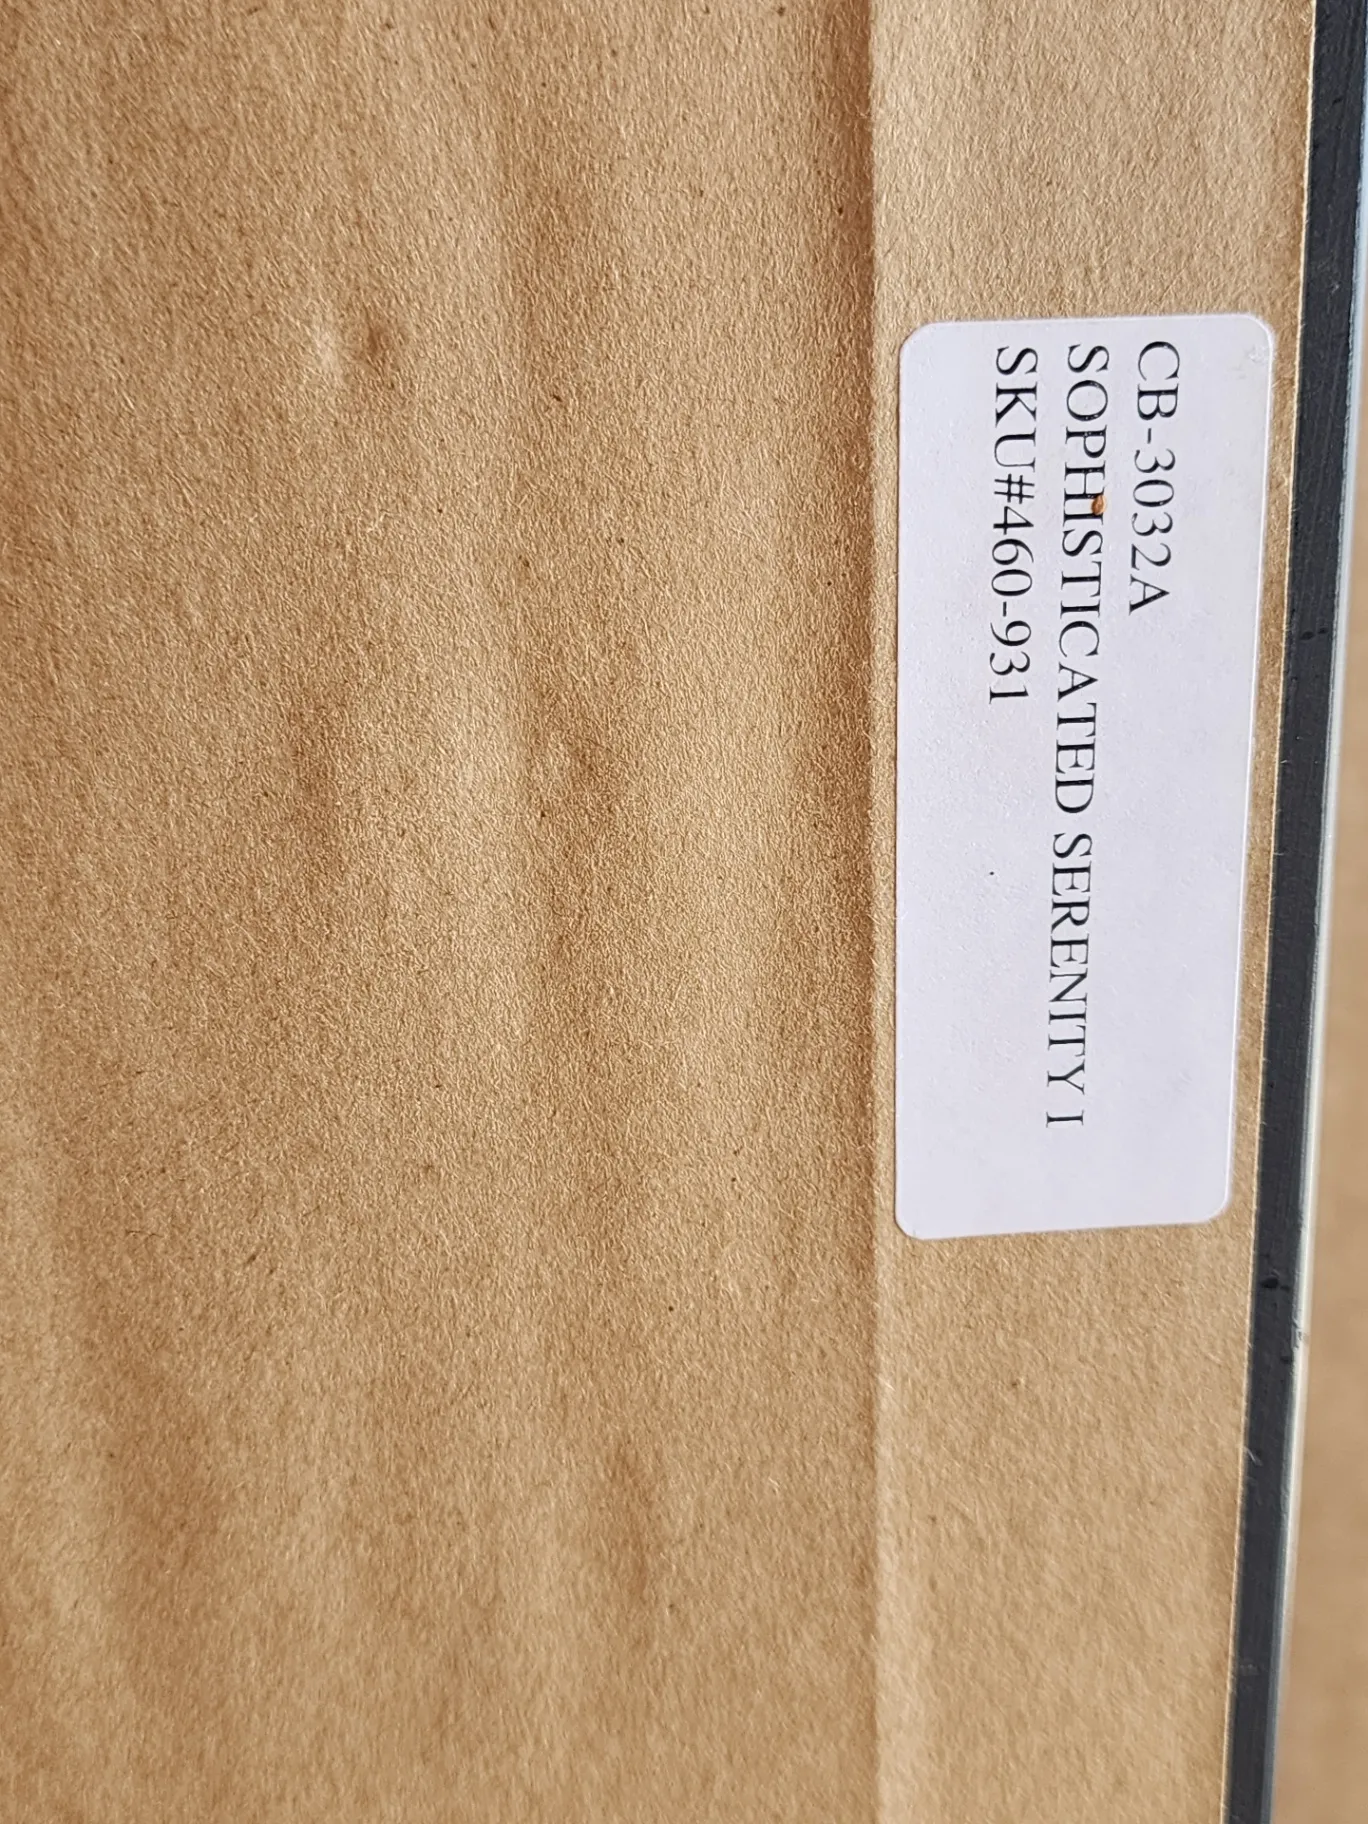 CB-3032A
SOPHISTICATED SERENITY I
SKU#460-931